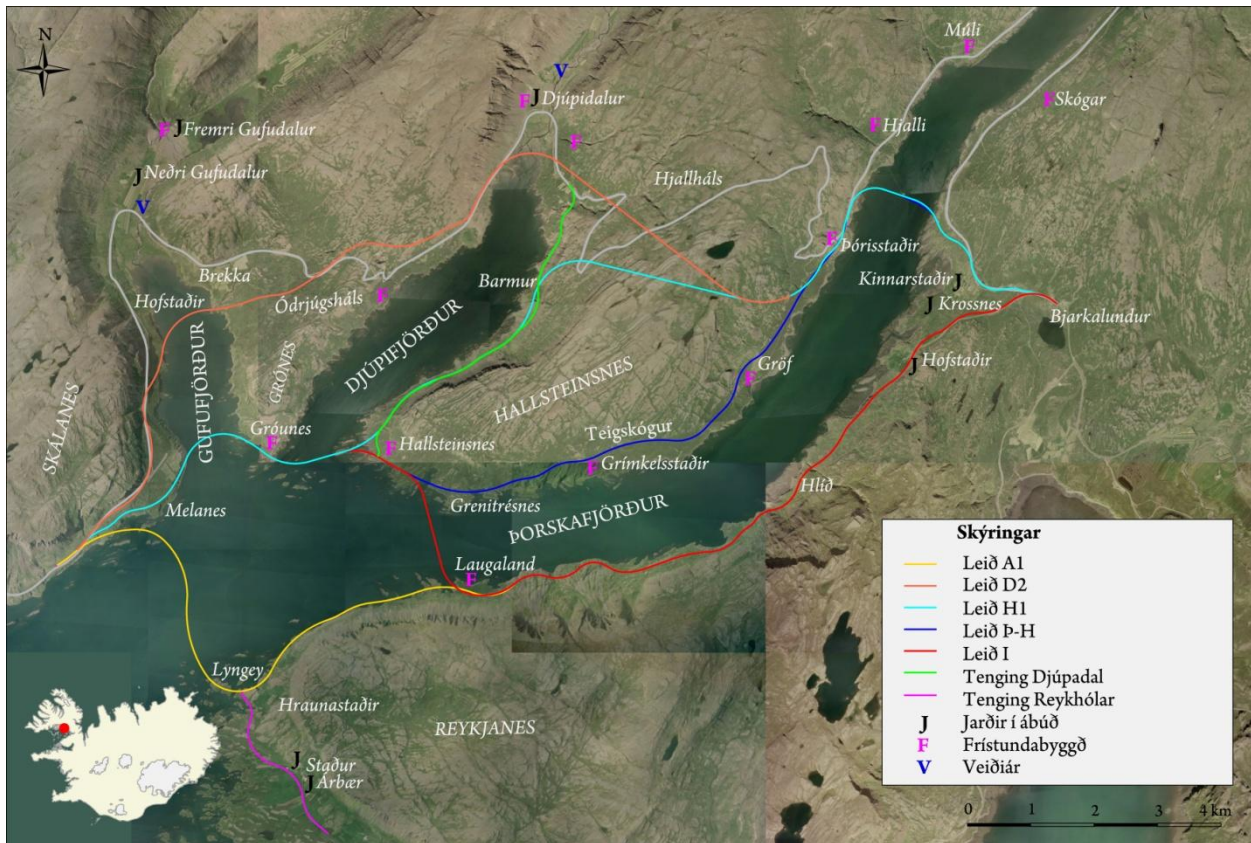 N
Múli
F
V
F
J
Djúpidalur
F
Skógar
F
J
Fremri Gufudalur
F
Hjalli
F
J
Neðri Gufudalur
Hjallháls
V
F
Þórisstaðir
Brekka
Barmur
Kinnarstaðir
J
Hofstaðir
Ódrjúgsháls
F
J
Krossnes
Bjarkalundur
DJÚPIFJÖRÐUR
GRÓNES
HALLSTEINSNES
J
Hofstaðir
Gröf
F
SKÁLANES
GUFUFJÖRÐUR
Gróunes
F
Teigskógur
F
Hallsteinsnes
F
Grímkelsstaðir
Melanes
Grenitrésnes
Hlíð
ÞORSKAFJÖRÐUR
Laugaland
F
Lyngey
Hraunastaðir
REYKJANES
J
Staður
J
Árbær
Skýringar
Leið A1
Leið D2
Leið H1
Leið Þ-H
Leið I
Tenging Djúpadal
Tenging Reykhólar
J
Jarðir í ábúð
F
Frístundabyggð
V
Veiðiár
0 1 2 4 km